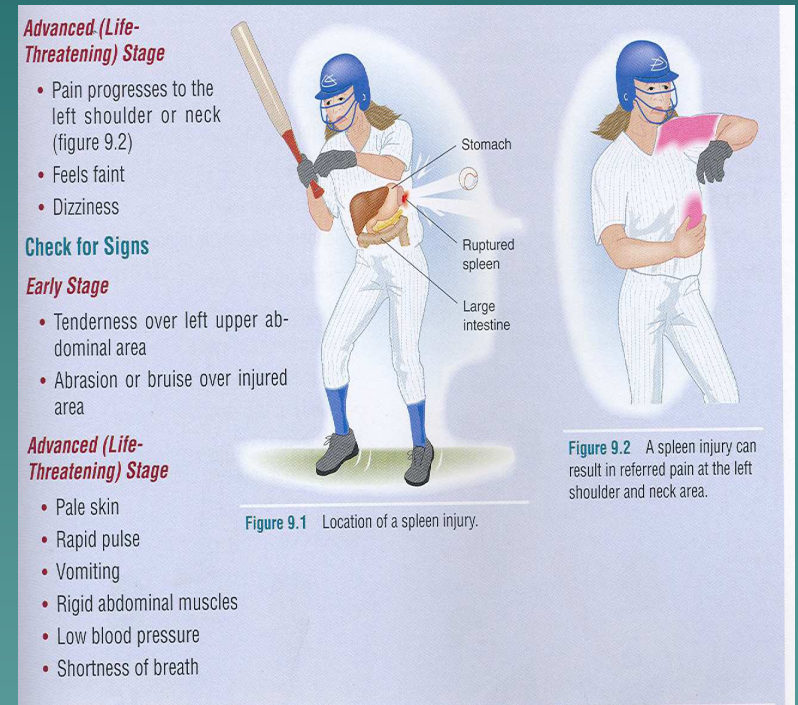 Advanced (Life-
Threatening) Stage
• Pain progresses to the
left shoulder or neck
(figure 9.2)
• Feels faint
• Dizziness
Check for Signs
Early Stage
• Tenderness over left upper ab-
dominal area
• Abrasion or bruise over injured
area
Advanced (Life-
Threatening) Stage
• Pale skin
• Rapid pulse
• Vomiting
• Rigid abdominal muscles
• Low blood pressure
• Shortness of breath
Stomach
Ruptured
spleen
Large
intestine
Figure 9.1 Location of a spleen injury.
Figure 9.2 A spleen injury can
result in referred pain at the left
shoulder and neck area.